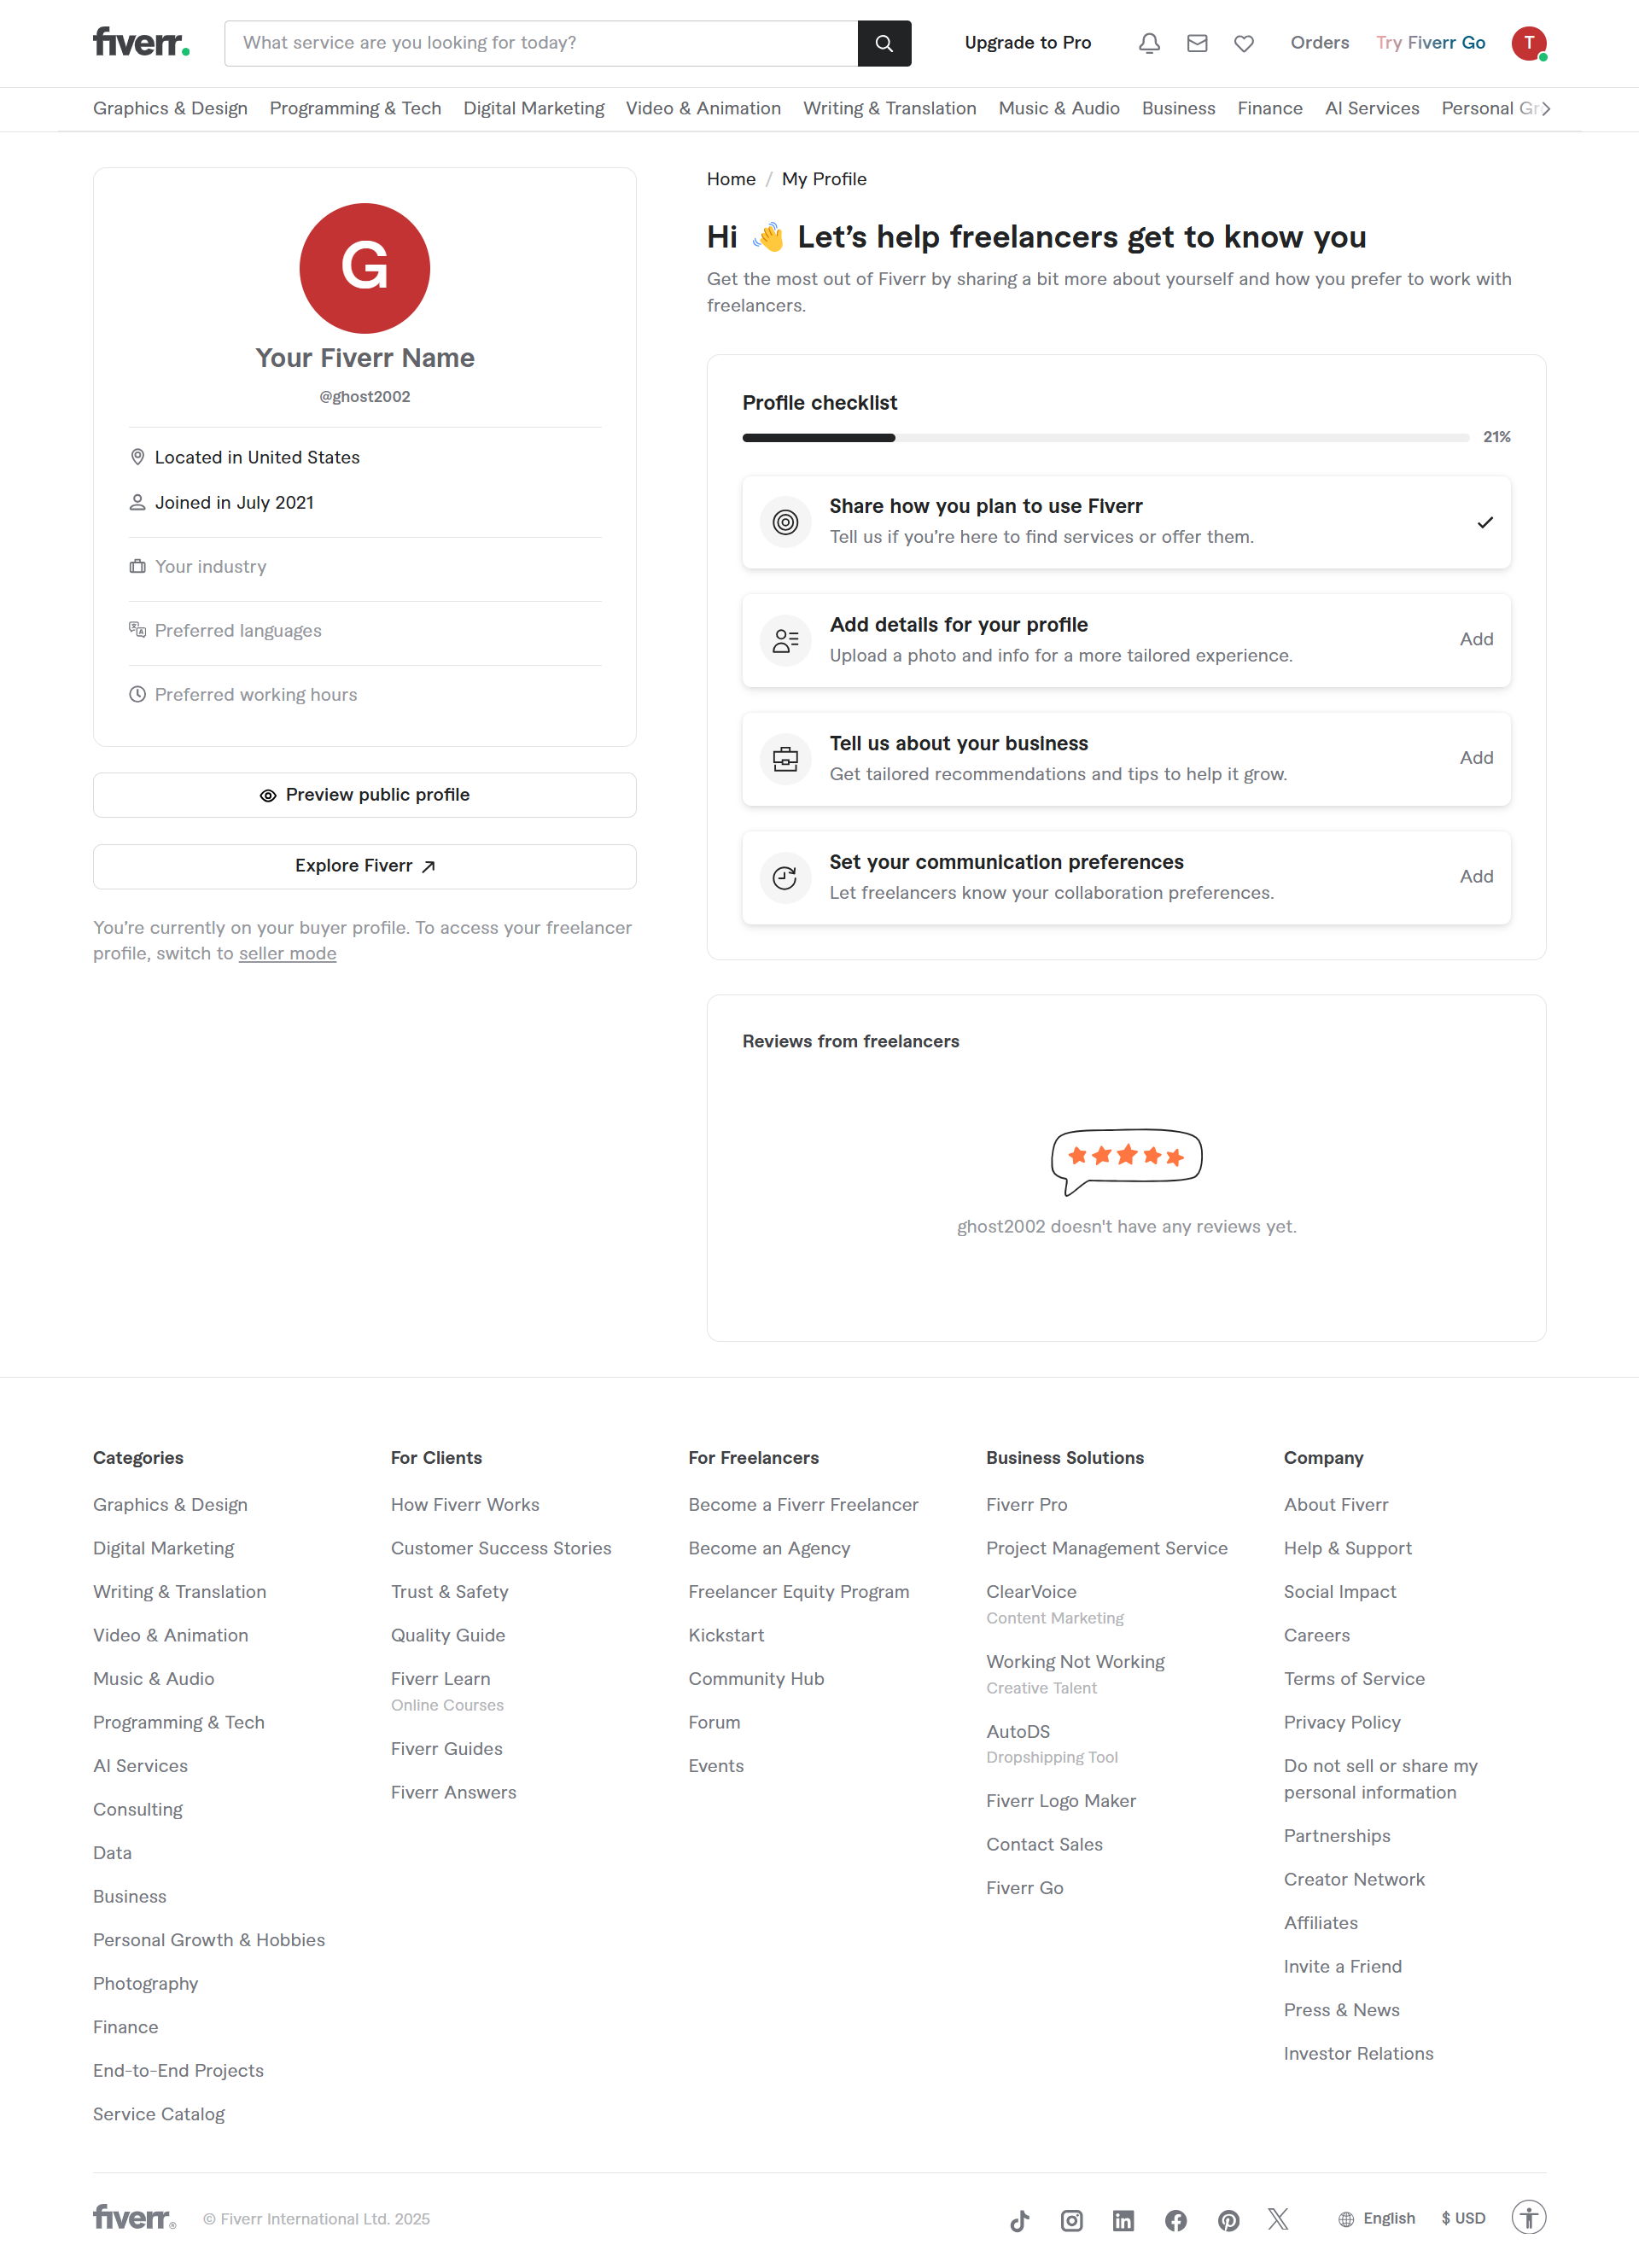 fiverr.
What service are you looking for today?
Upgrade to Pro
Orders
Try Fiverr Go
T
Graphics & Design
Programming & Tech
Digital Marketing
Video & Animation
Writing & Translation
Music & Audio
Business
Finance
AI Services
Personal Gr
G
Your Fiverr Name
@ghost2002
Located in United States
Joined in July 2021
Your industry
Preferred languages
Preferred working hours
Preview public profile
Explore Fiverr
You're currently on your buyer profile. To access your freelancer
profile, switch to seller mode
Home / My Profile
Hi 👋 Let's help freelancers get to know you
Get the most out of Fiverr by sharing a bit more about yourself and how you prefer to work with
freelancers.
Profile checklist
21%
Share how you plan to use Fiverr
Tell us if you're here to find services or offer them.
Add details for your profile
Upload a photo and info for a more tailored experience.
Add
Tell us about your business
Get tailored recommendations and tips to help it grow.
Add
Set your communication preferences
Let freelancers know your collaboration preferences.
Add
Reviews from freelancers
ghost2002 doesn't have any reviews yet.
Categories
Graphics & Design
Digital Marketing
Writing & Translation
Video & Animation
Music & Audio
Programming & Tech
AI Services
Consulting
Data
Business
Personal Growth & Hobbies
Photography
Finance
End-to-End Projects
Service Catalog
For Clients
How Fiverr Works
Customer Success Stories
Trust & Safety
Quality Guide
Fiverr Learn
Online Courses
Fiverr Guides
Fiverr Answers
For Freelancers
Become a Fiverr Freelancer
Become an Agency
Freelancer Equity Program
Kickstart
Community Hub
Forum
Events
Business Solutions
Fiverr Pro
Project Management Service
ClearVoice
Content Marketing
Working Not Working
Creative Talent
AutoDS
Dropshipping Tool
Fiverr Logo Maker
Contact Sales
Fiverr Go
Company
About Fiverr
Help & Support
Social Impact
Careers
Terms of Service
Privacy Policy
Do not sell or share my
personal information
Partnerships
Creator Network
Affiliates
Invite a Friend
Press & News
Investor Relations
fiverr®
© Fiverr International Ltd. 2025
English
$ USD